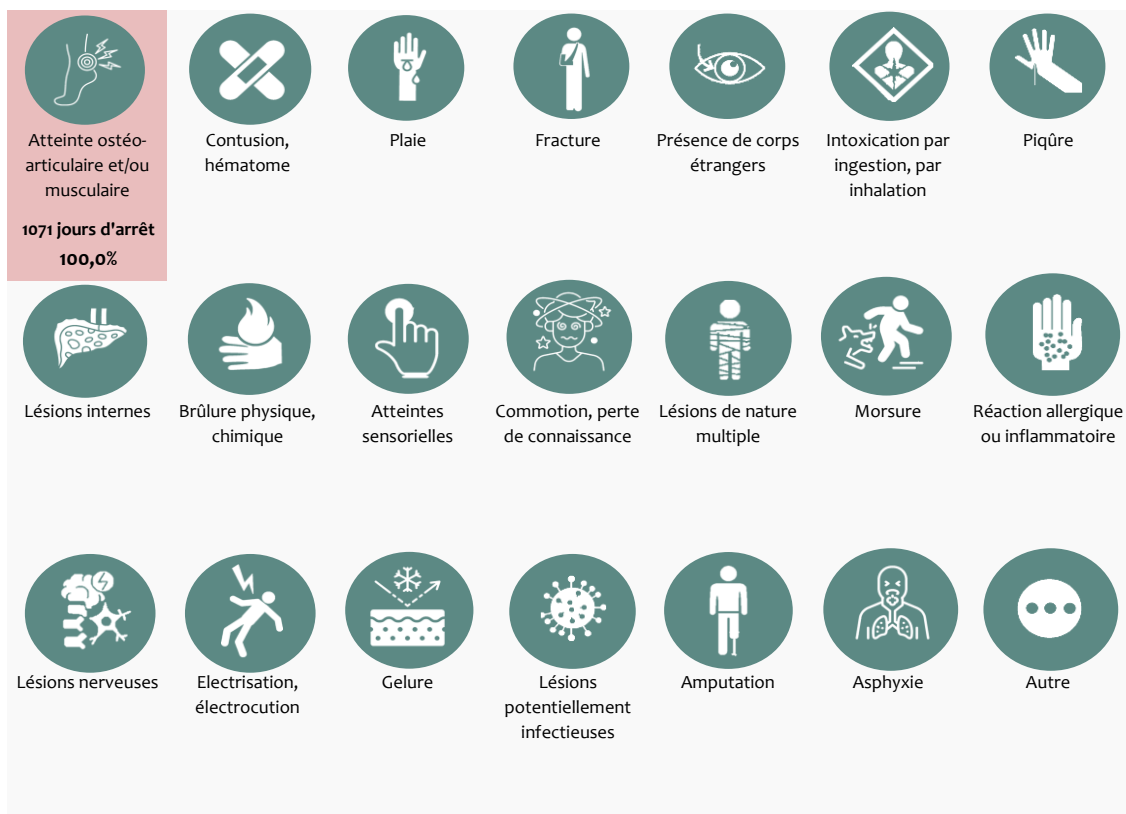 Atteinte ostéo-
articulaire et/ou
musculaire
1071 jours d'arrêt
100,0%
Contusion,
hématome
Plaie
Fracture
Présence de corps
étrangers
Intoxication par
ingestion, par
inhalation
Piqûre
Lésions internes
Brûlure physique,
chimique
Atteintes
sensorielles
Commotion, perte
de connaissance
Lésions de nature
multiple
Morsure
Réaction allergique
ou inflammatoire
Lésions nerveuses
Electrisation,
électrocution
Gelure
Lésions
potentiellement
infectieuses
Amputation
Asphyxie
Autre